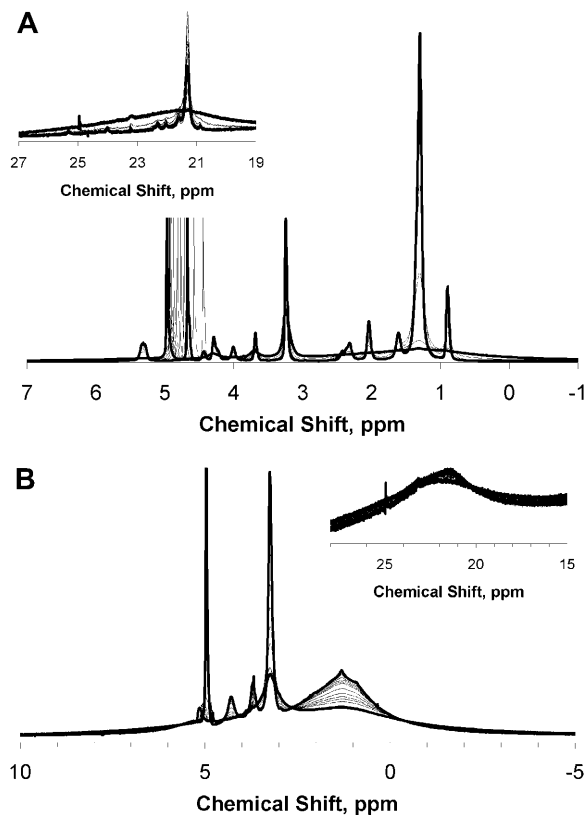 A
27 25 23 21 19
Chemical Shift, ppm
7 6 5 4 3 2 1 0 -1
Chemical Shift, ppm
B
25 20 15
Chemical Shift, ppm
10 5 0 -5
Chemical Shift, ppm